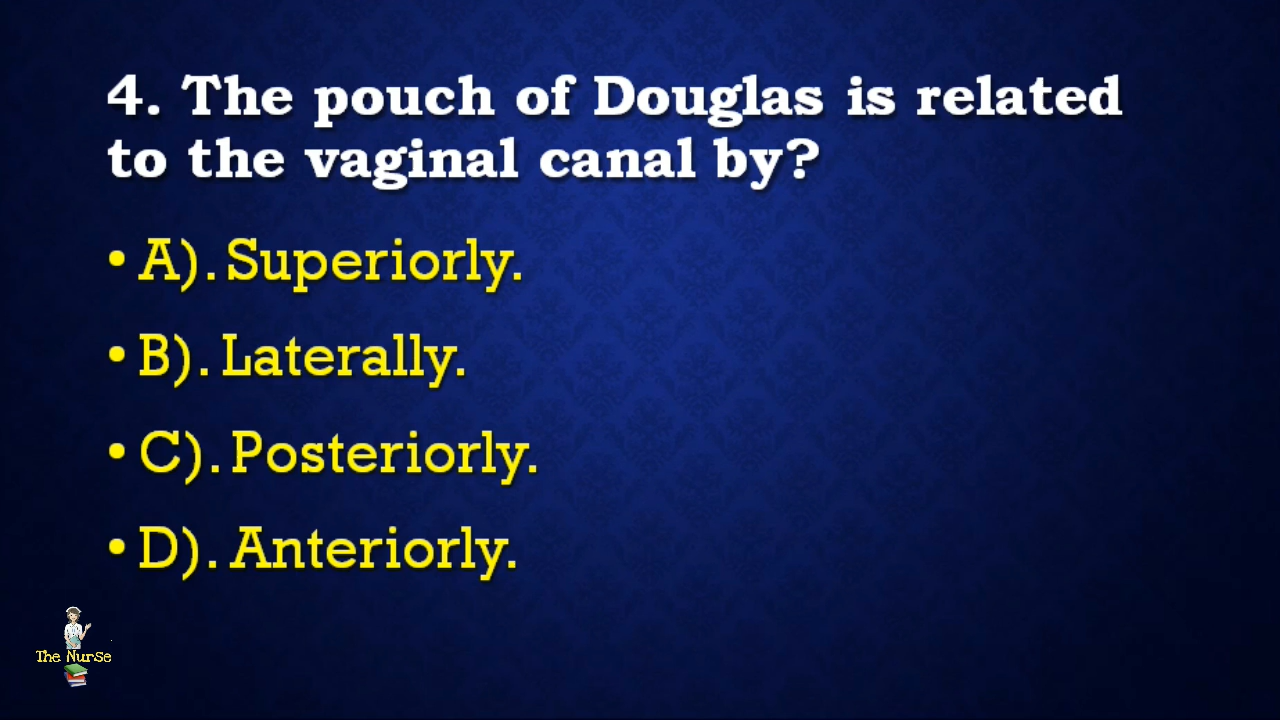 4. The pouch of Douglas is related
to the vaginal canal by?
• A). Superiorly.
• B). Laterally.
• C). Posteriorly.
• D). Anteriorly.
The Nurse